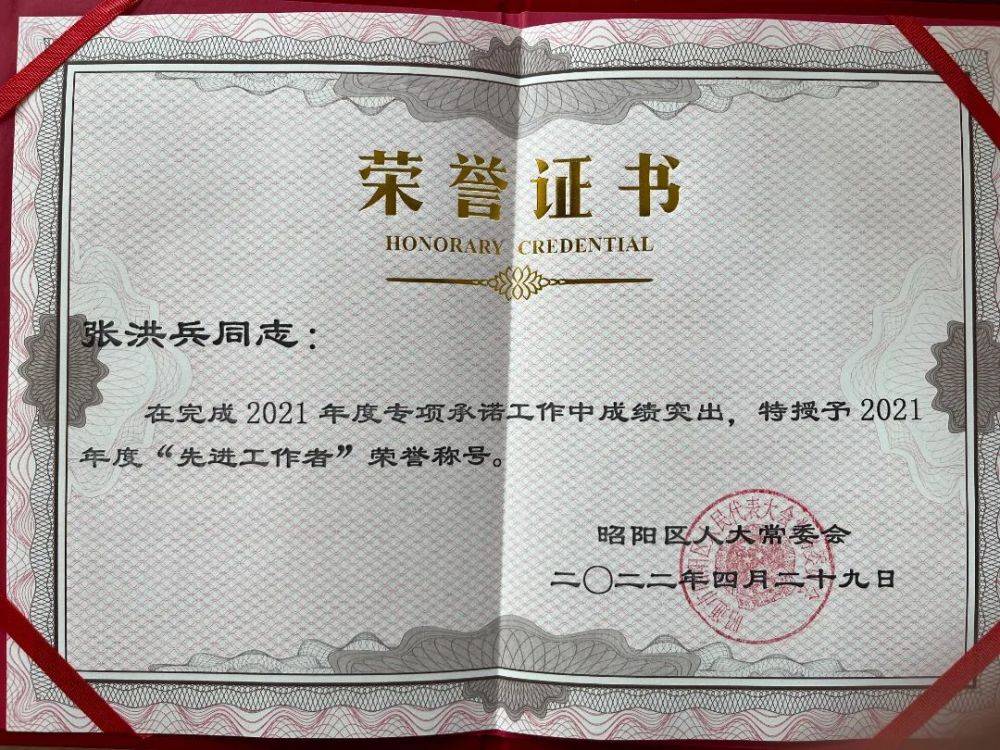 荣誉证书
HONORARY CREDENTIAL
张洪兵同志：
在完成2021年度专项承诺工作中成绩突出，特授予2021
年度“先进工作者”荣誉称号。
昭阳区人大常委会
二〇二二年四月二十九日